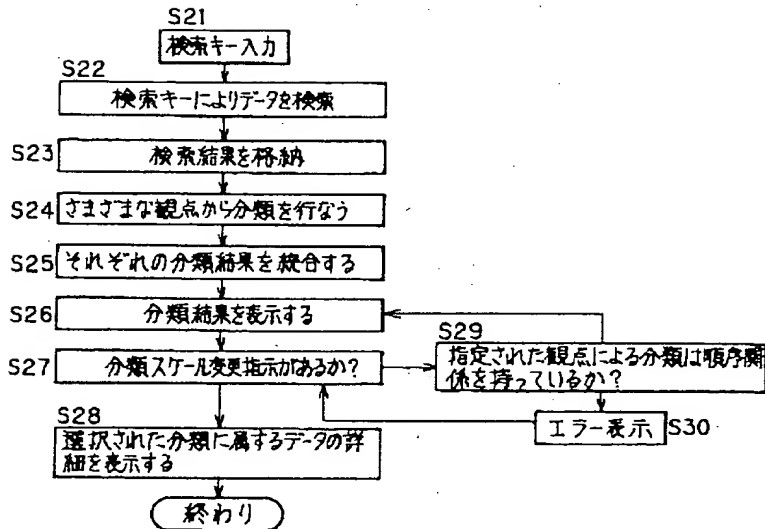 S21
検索キー入力
S22
検索キーによりデータを検索
S23
検索結果を格納
S24
さまざまな観点から分類を行なう
S25
それぞれの分類結果を統合する
S26
分類結果を表示する
S27
分類スケール変更指示があるか?
S29
指定された観点による分類は順序関
係を持っているか?
S28
選択された分類に属するデータの詳
細を表示する
エラー表示
S30
終わり